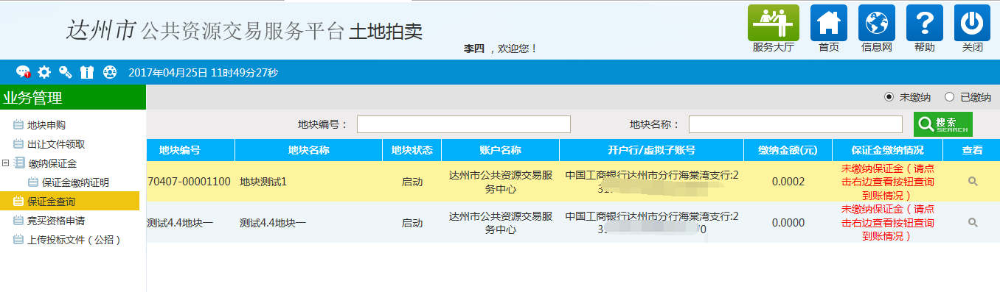 达州市 公共资源交易服务平台 土地拍卖
李四 ，欢迎您！
服务大厅 首页 信息网 帮助 关闭
2017年04月25日 11时49分27秒
业务管理
未缴纳 已缴纳
地块申购
出让文件领取
缴纳保证金
保证金缴纳证明
保证金查询
竞买资格申请
上传投标文件（公招）
地块编号： 地块名称： 搜索
SEARCH
地块编号 地块名称 地块状态 账户名称 开户行/虚拟子账号 缴纳金额(元) 保证金缴纳情况 查看
70407-00001100 地块测试1 启动 达州市公共资源交易服 中国工商银行达州市分行海棠湾支行:2 0.0002 未缴纳保证金（请点
务中心 击右边查看按钮查询
到账情况）
测试4.4地块一 测试4.4地块一 启动 达州市公共资源交易服 中国工商银行达州市分行海棠湾支行:2 0.0000 未缴纳保证金（请点
务中心 击右边查看按钮查询
到账情况）